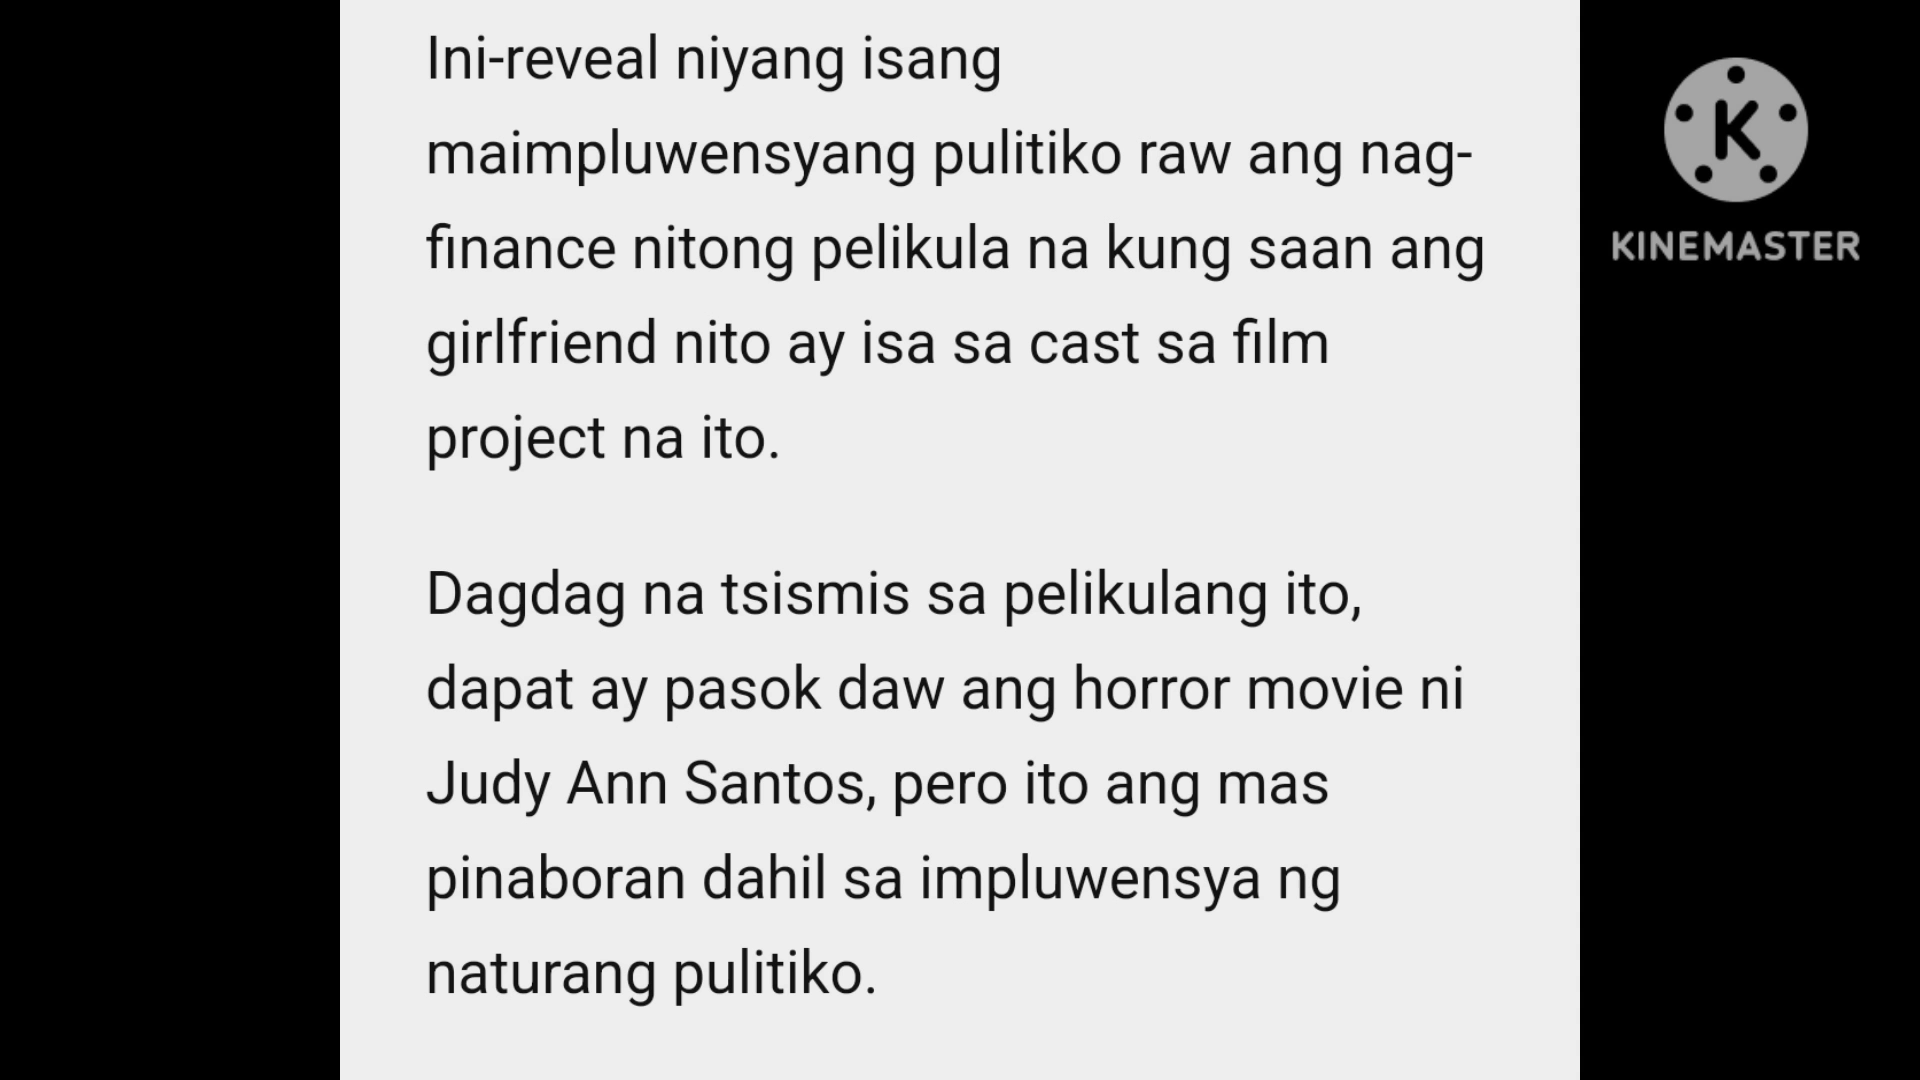 Ini-reveal niyang isang
maimpluwensyang pulitiko raw ang nag-
finance nitong pelikula na kung saan ang
girlfriend nito ay isa sa cast sa film
project na ito.
Dagdag na tsismis sa pelikulang ito,
dapat ay pasok daw ang horror movie ni
Judy Ann Santos, pero ito ang mas
pinaboran dahil sa impluwensya ng
naturang pulitiko.
K
KINEMASTER